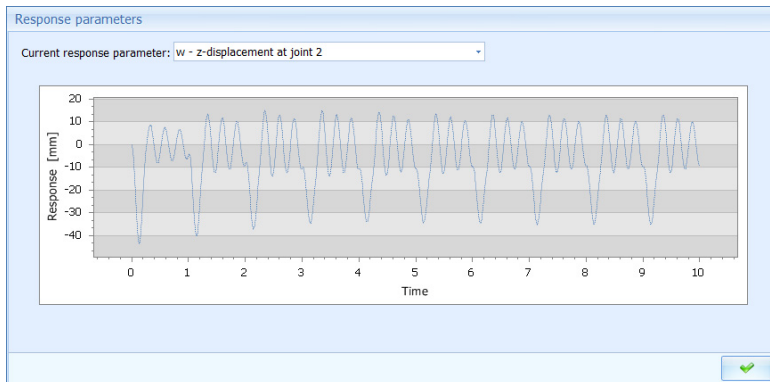 Response parameters
Current response parameter: w - z-displacement at joint 2
20
10
0
-10
-20
-30
-40
Response [mm]
0 1 2 3 4 5 6 7 8 9 10
Time